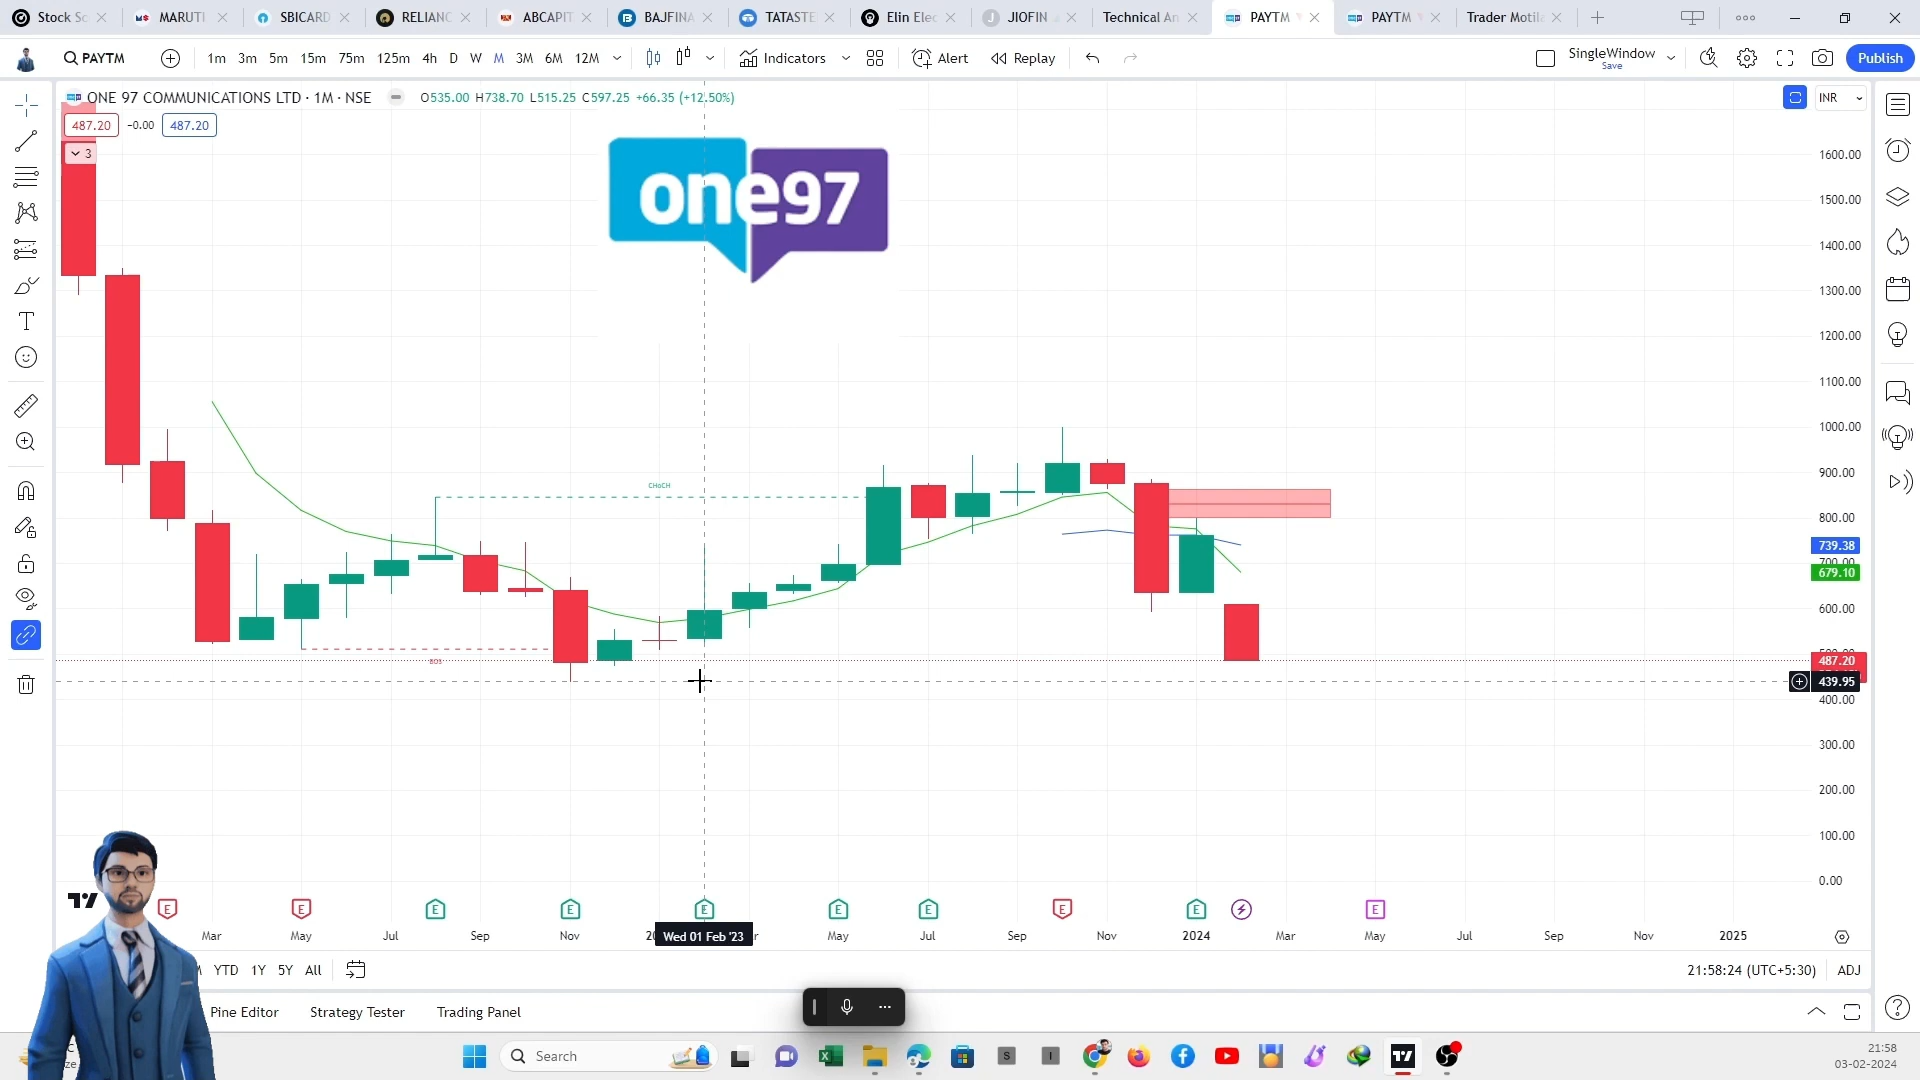 Stock Sc MARUTI SBICARD RELIANC ABCAPIT BAJFINA TATASTE Elin Elec JIOFIN Technical An PAYTM PAYTM Trader Motila
PAYTM 1m 3m 5m 15m 75m 125m 4h D W M 3M 6M 12M Indicators Alert Replay SingleWindow Save Publish
ONE 97 COMMUNICATIONS LTD · 1M · NSE O535.00 H738.70 L515.25 C597.25 +66.35 (+12.50%) INR
487.20 -0.00 487.20
3
one97
1600.00
1500.00
1400.00
1300.00
1200.00
1100.00
1000.00
900.00
CHoCH
800.00
739.38
679.10
600.00
BOS
487.20
439.95
400.00
300.00
200.00
100.00
0.00
E E E E E E E E E E
Mar May Jul Sep Nov Wed 01 Feb '23 May Jul Sep Nov 2024 Mar May Jul Sep Nov 2025
YTD 1Y 5Y All 21:58:24 (UTC+5:30) ADJ
Pine Editor Strategy Tester Trading Panel
Search
21:58
03-02-2024